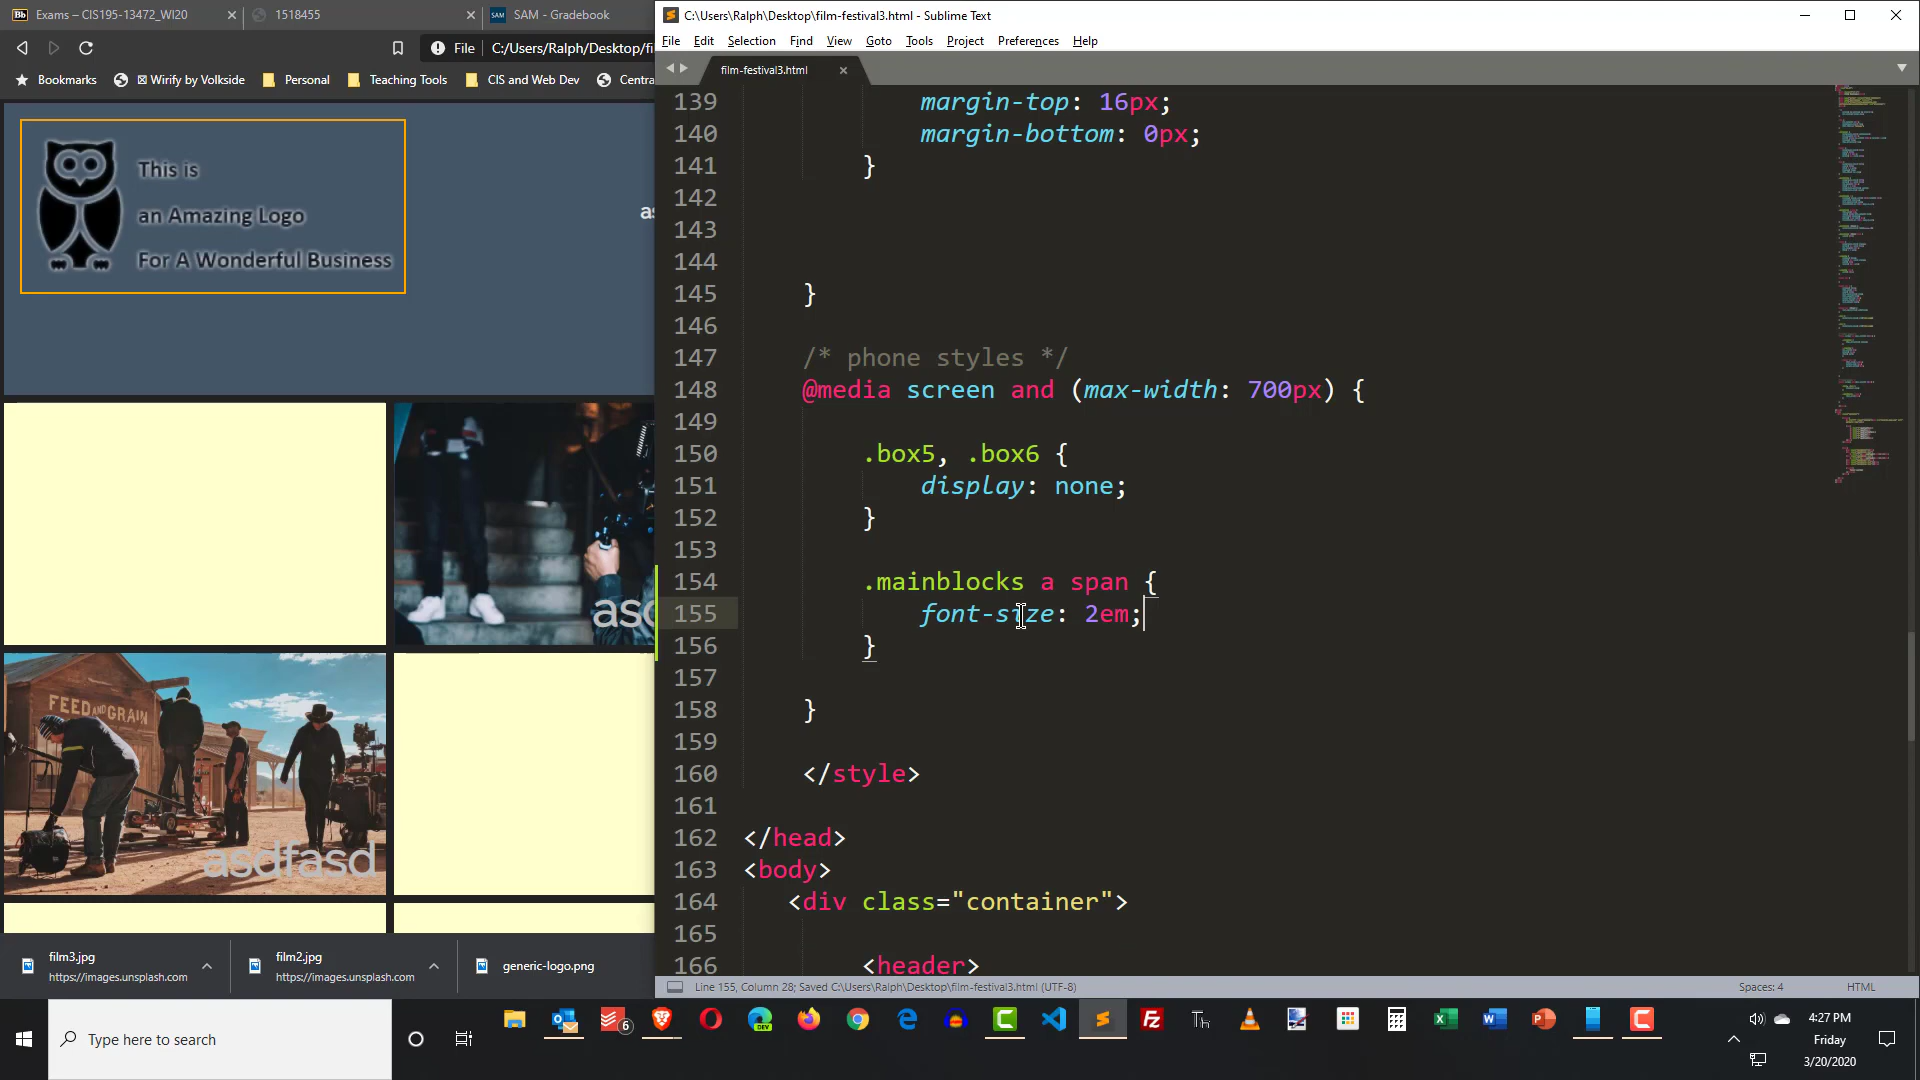 Exams – CIS195-13472_WI20
1518455
SAM - Gradebook
C:\Users\Ralph\Desktop\film-festival3.html - Sublime Text
File C:/Users/Ralph/Desktop/fi
File Edit Selection Find View Goto Tools Project Preferences Help
Bookmarks Wirify by Volkside Personal Teaching Tools CIS and Web Dev Centra
film-festival3.html
This is
an Amazing Logo
For A Wonderful Business
as
asd
FEED AND GRAIN
asdfasd
139 margin-top: 16px;
140 margin-bottom: 0px;
141 }
142
143
144
145 }
146
147 /* phone styles */
148 @media screen and (max-width: 700px) {
149
150 .box5, .box6 {
151 display: none;
152 }
153
154 .mainblocks a span {
155 font-size: 2em;
156 }
157
158 }
159
160 </style>
161
162 </head>
163 <body>
164 <div class="container">
165
166 <header>
film3.jpg
https://images.unsplash.com
film2.jpg
https://images.unsplash.com
generic-logo.png
Line 155, Column 28; Saved C:\Users\Ralph\Desktop\film-festival3.html (UTF-8)
Spaces: 4
HTML
Type here to search
6
4:27 PM
Friday
3/20/2020